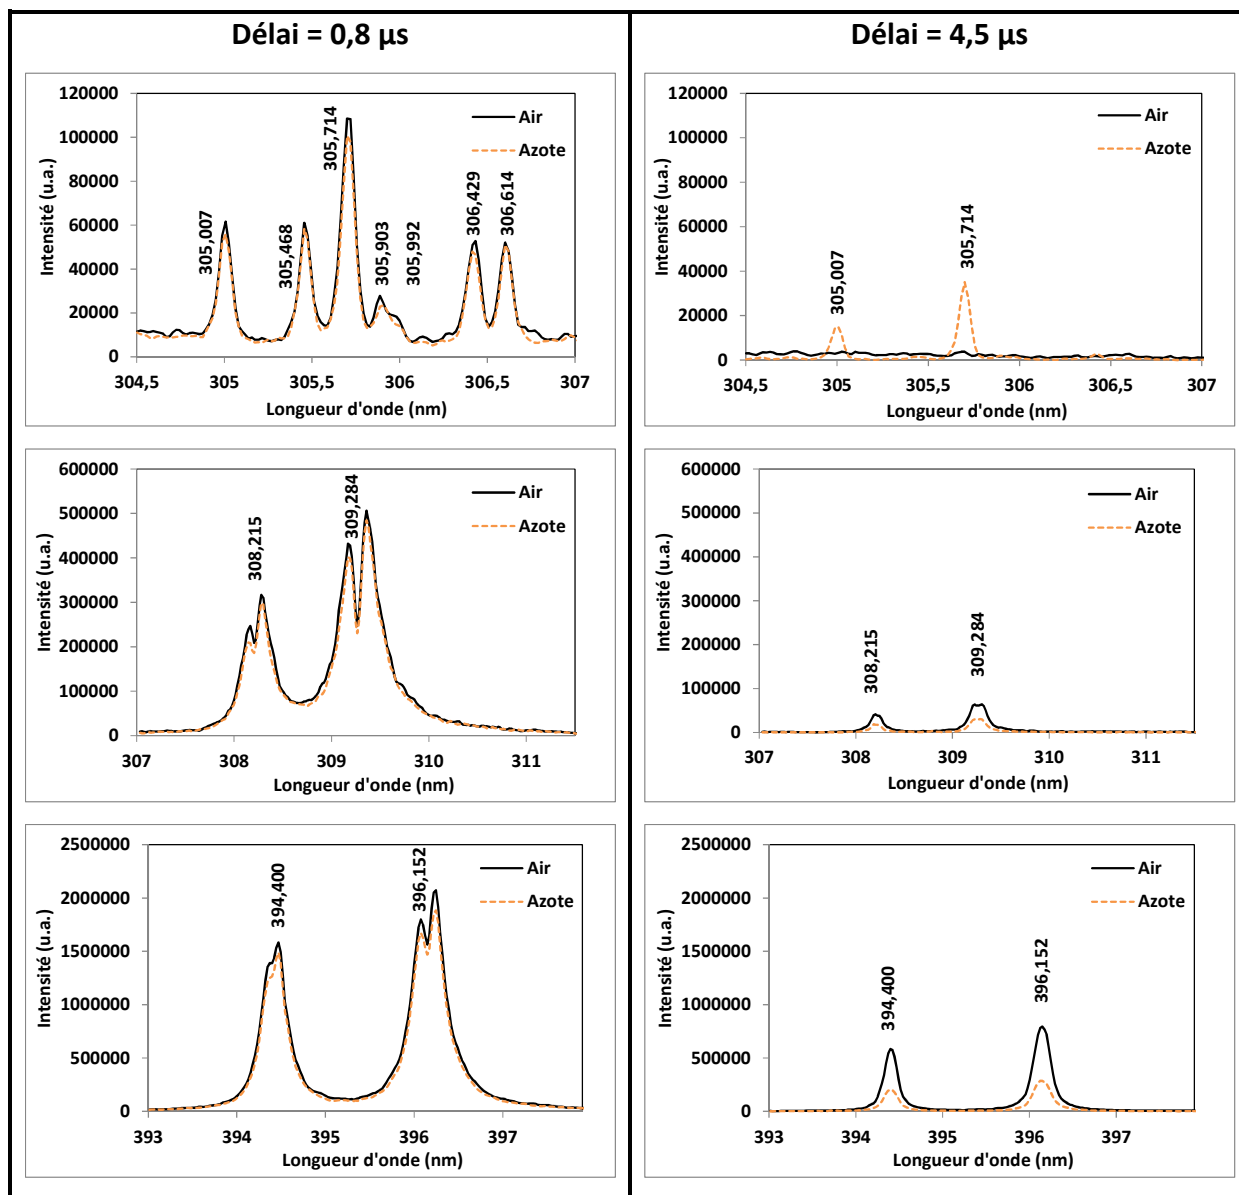 Délai = 0,8 µs
Délai = 4,5 µs
Intensité (u.a.)
120000
100000
80000
60000
40000
20000
0
305,007
305,468
305,714
305,903
305,992
306,429
306,614
Air
Azote
304,5 305 305,5 306 306,5 307
Longueur d'onde (nm)
Intensité (u.a.)
120000
100000
80000
60000
40000
20000
0
305,007
305,714
Air
Azote
304,5 305 305,5 306 306,5 307
Longueur d'onde (nm)
Intensité (u.a.)
600000
500000
400000
300000
200000
100000
0
308,215
309,284
Air
Azote
307 308 309 310 311
Longueur d'onde (nm)
Intensité (u.a.)
600000
500000
400000
300000
200000
100000
0
308,215
309,284
Air
Azote
307 308 309 310 311
Longueur d'onde (nm)
Intensité (u.a.)
2500000
2000000
1500000
1000000
500000
0
394,400
396,152
Air
Azote
393 394 395 396 397
Longueur d'onde (nm)
Intensité (u.a.)
2500000
2000000
1500000
1000000
500000
0
394,400
396,152
Air
Azote
393 394 395 396 397
Longueur d'onde (nm)